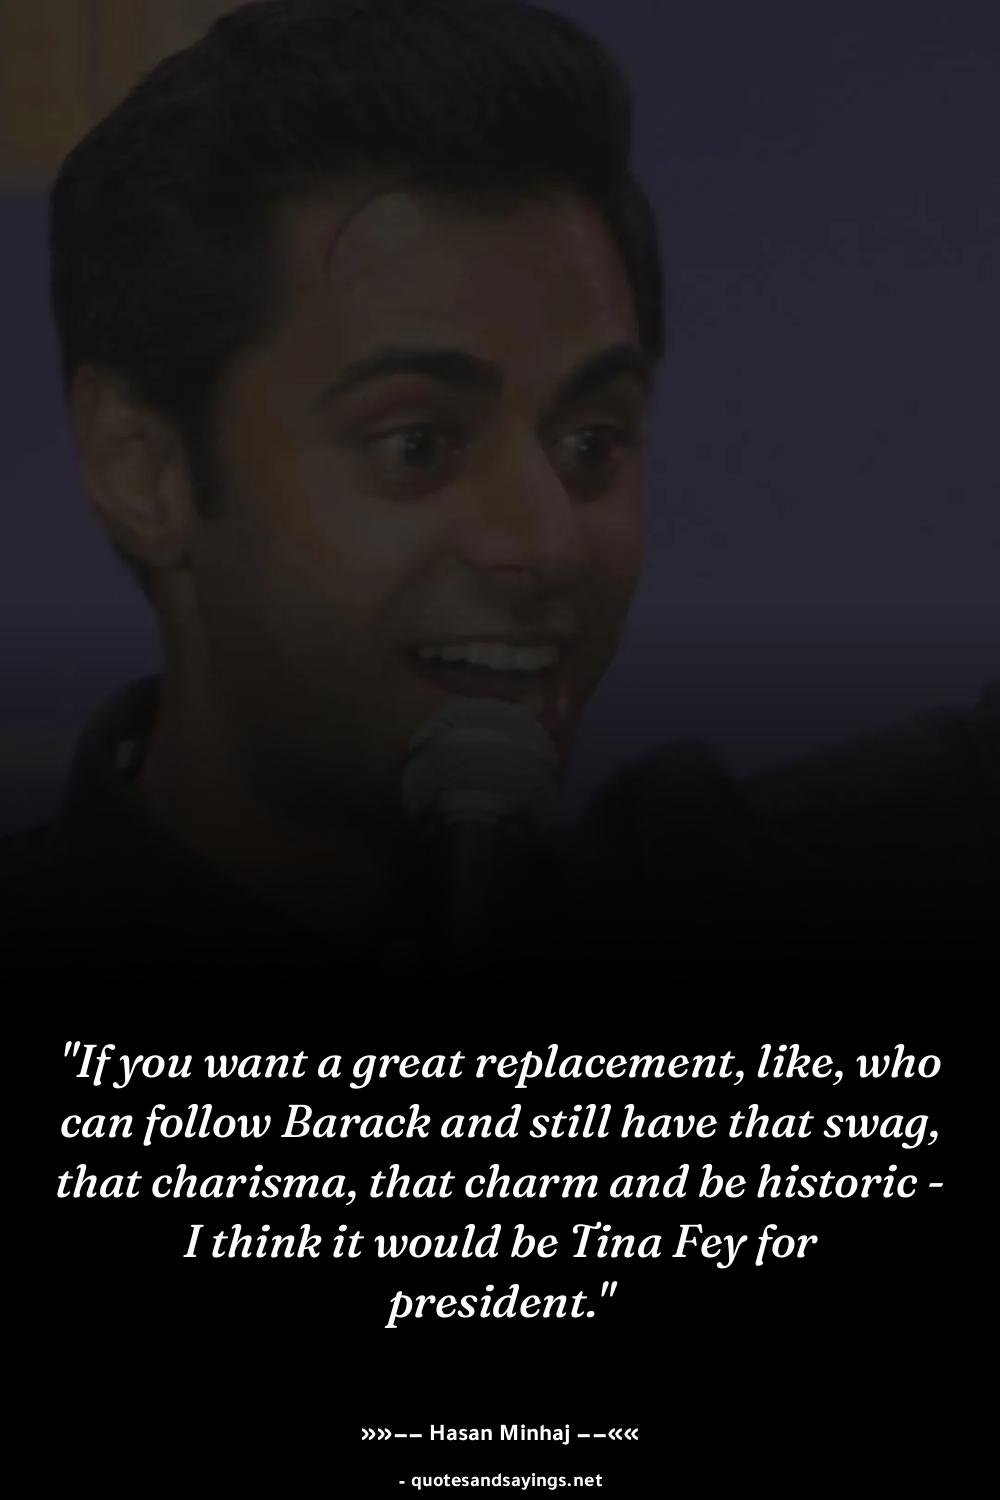 "If you want a great replacement, like, who
can follow Barack and still have that swag,
that charisma, that charm and be historic -
I think it would be Tina Fey for
president."
»»–– Hasan Minhaj ––««
- quotesandsayings.net